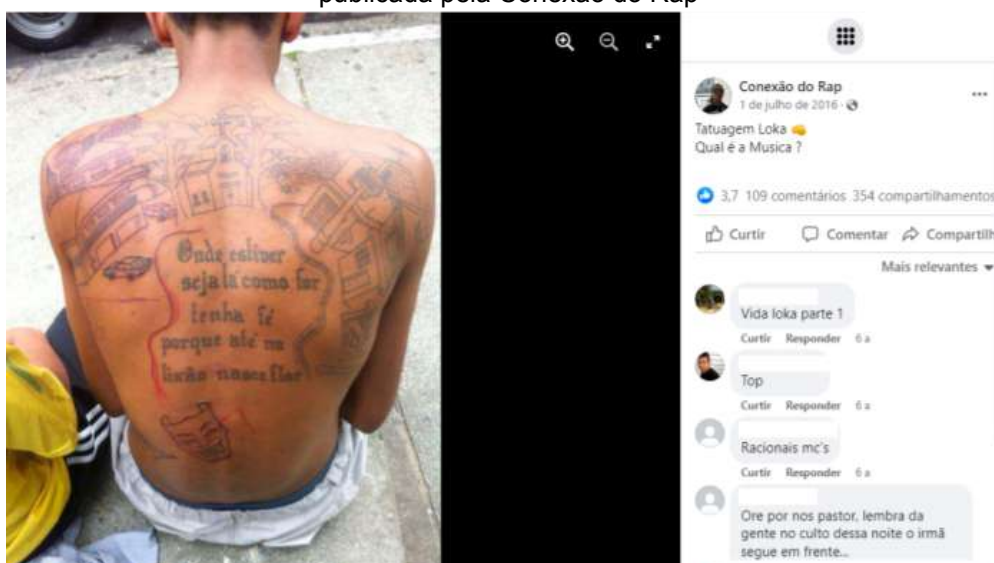 publicada pela Conexão do Rap
Onde estiver
seja lá como for
tenha fé
porque até no
lixão nasce flor
Conexão do Rap
1 de julho de 2016
Tatuagem Loka
Qual é a Musica ?
3,7 109 comentários 354 compartilhamentos
Curtir Comentar Compartilh
Mais relevantes
Vida loka parte 1
Curtir Responder 6 a
Top
Curtir Responder 6 a
Racionais mc's
Curtir Responder 6 a
Ore por nos pastor, lembra da
gente no culto dessa noite o irmã
segue em frente...